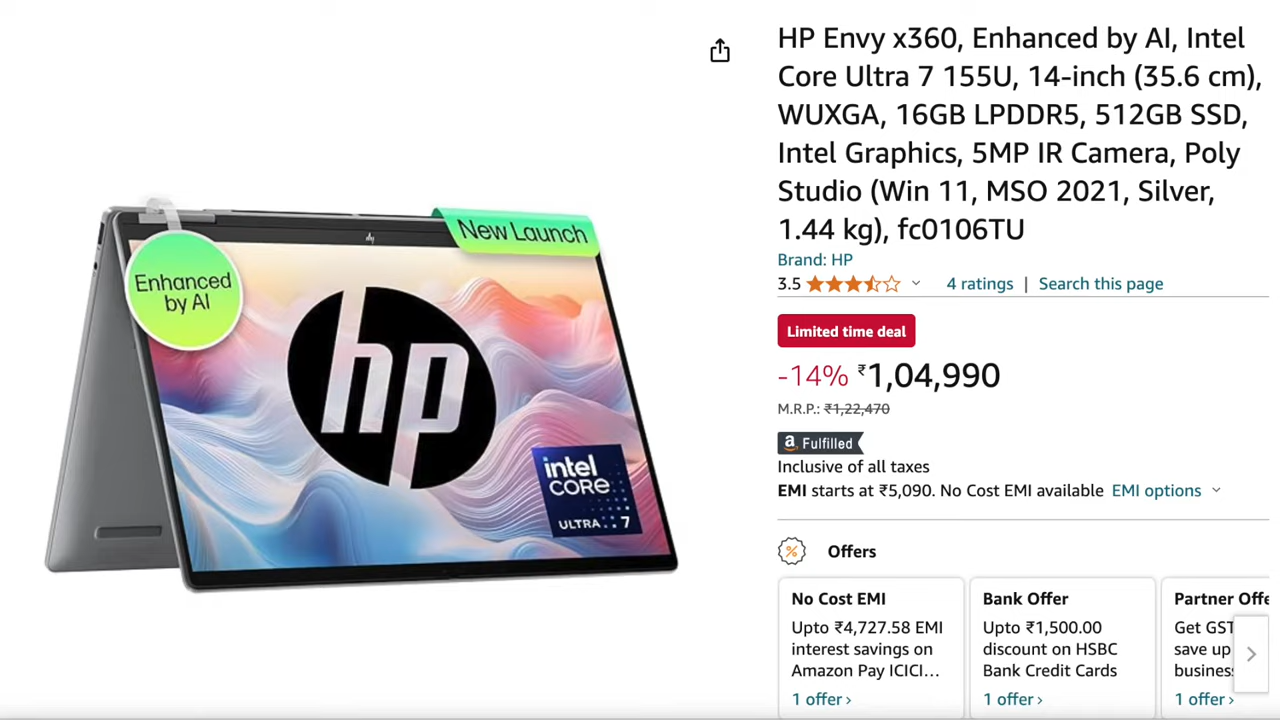 HP Envy x360, Enhanced by AI, Intel
Core Ultra 7 155U, 14-inch (35.6 cm),
WUXGA, 16GB LPDDR5, 512GB SSD,
Intel Graphics, 5MP IR Camera, Poly
Studio (Win 11, MSO 2021, Silver,
1.44 kg), fc0106TU
Brand: HP
3.5 4 ratings | Search this page
Limited time deal
-14% ₹1,04,990
M.R.P.: ₹1,22,470
a Fulfilled
Inclusive of all taxes
EMI starts at ₹5,090. No Cost EMI available EMI options
% Offers
No Cost EMI
Upto ₹4,727.58 EMI
interest savings on
Amazon Pay ICICI…
1 offer ›
Bank Offer
Upto ₹1,500.00
discount on HSBC
Bank Credit Cards
1 offer ›
Partner Offe
Get GST
save up
business
1 offer ›
New Launch
Enhanced
by AI
hp
hp
intel
CORE
ULTRA 7